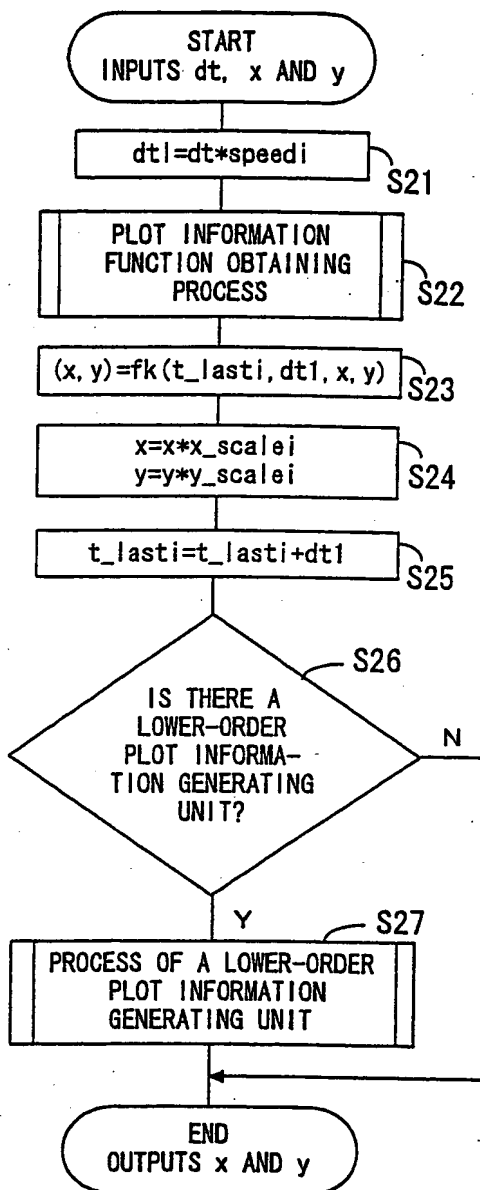 START
INPUTS dt, x AND y
dti=dt*speedi
S21
PLOT INFORMATION
FUNCTION OBTAINING
PROCESS
S22
(x, y)=fk(t_lasti, dt1, x, y)
S23
x=x*x_scalei
y=y*y_scalei
S24
t_lasti=t_lasti+dt1
S25
S26
IS THERE A
LOWER-ORDER
PLOT INFORMA-
TION GENERATING
UNIT?
N
Y
S27
PROCESS OF A LOWER-ORDER
PLOT INFORMATION
GENERATING UNIT
END
OUTPUTS x AND y